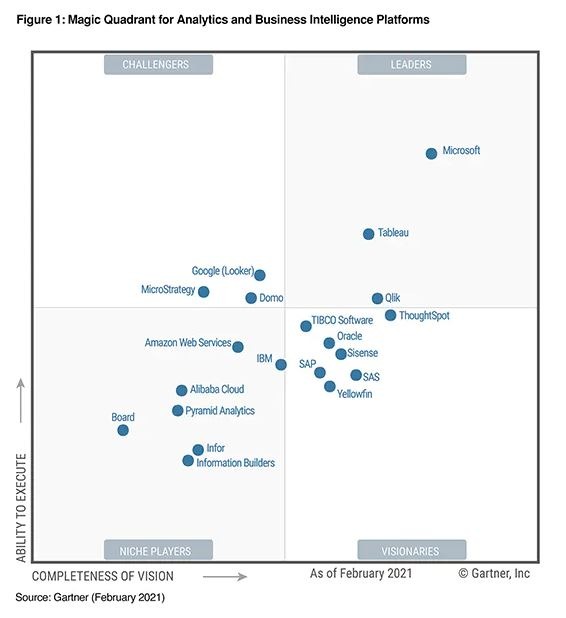 Figure 1: Magic Quadrant for Analytics and Business Intelligence Platforms
CHALLENGERS
LEADERS
Microsoft
Tableau
Google (Looker)
MicroStrategy
Domo
Qlik
ThoughtSpot
TIBCO Software
Oracle
Amazon Web Services
Sisense
IBM
SAP
SAS
Yellowfin
Alibaba Cloud
Pyramid Analytics
Board
Infor
Information Builders
ABILITY TO EXECUTE
NICHE PLAYERS
VISIONARIES
COMPLETENESS OF VISION
As of February 2021
© Gartner, Inc
Source: Gartner (February 2021)